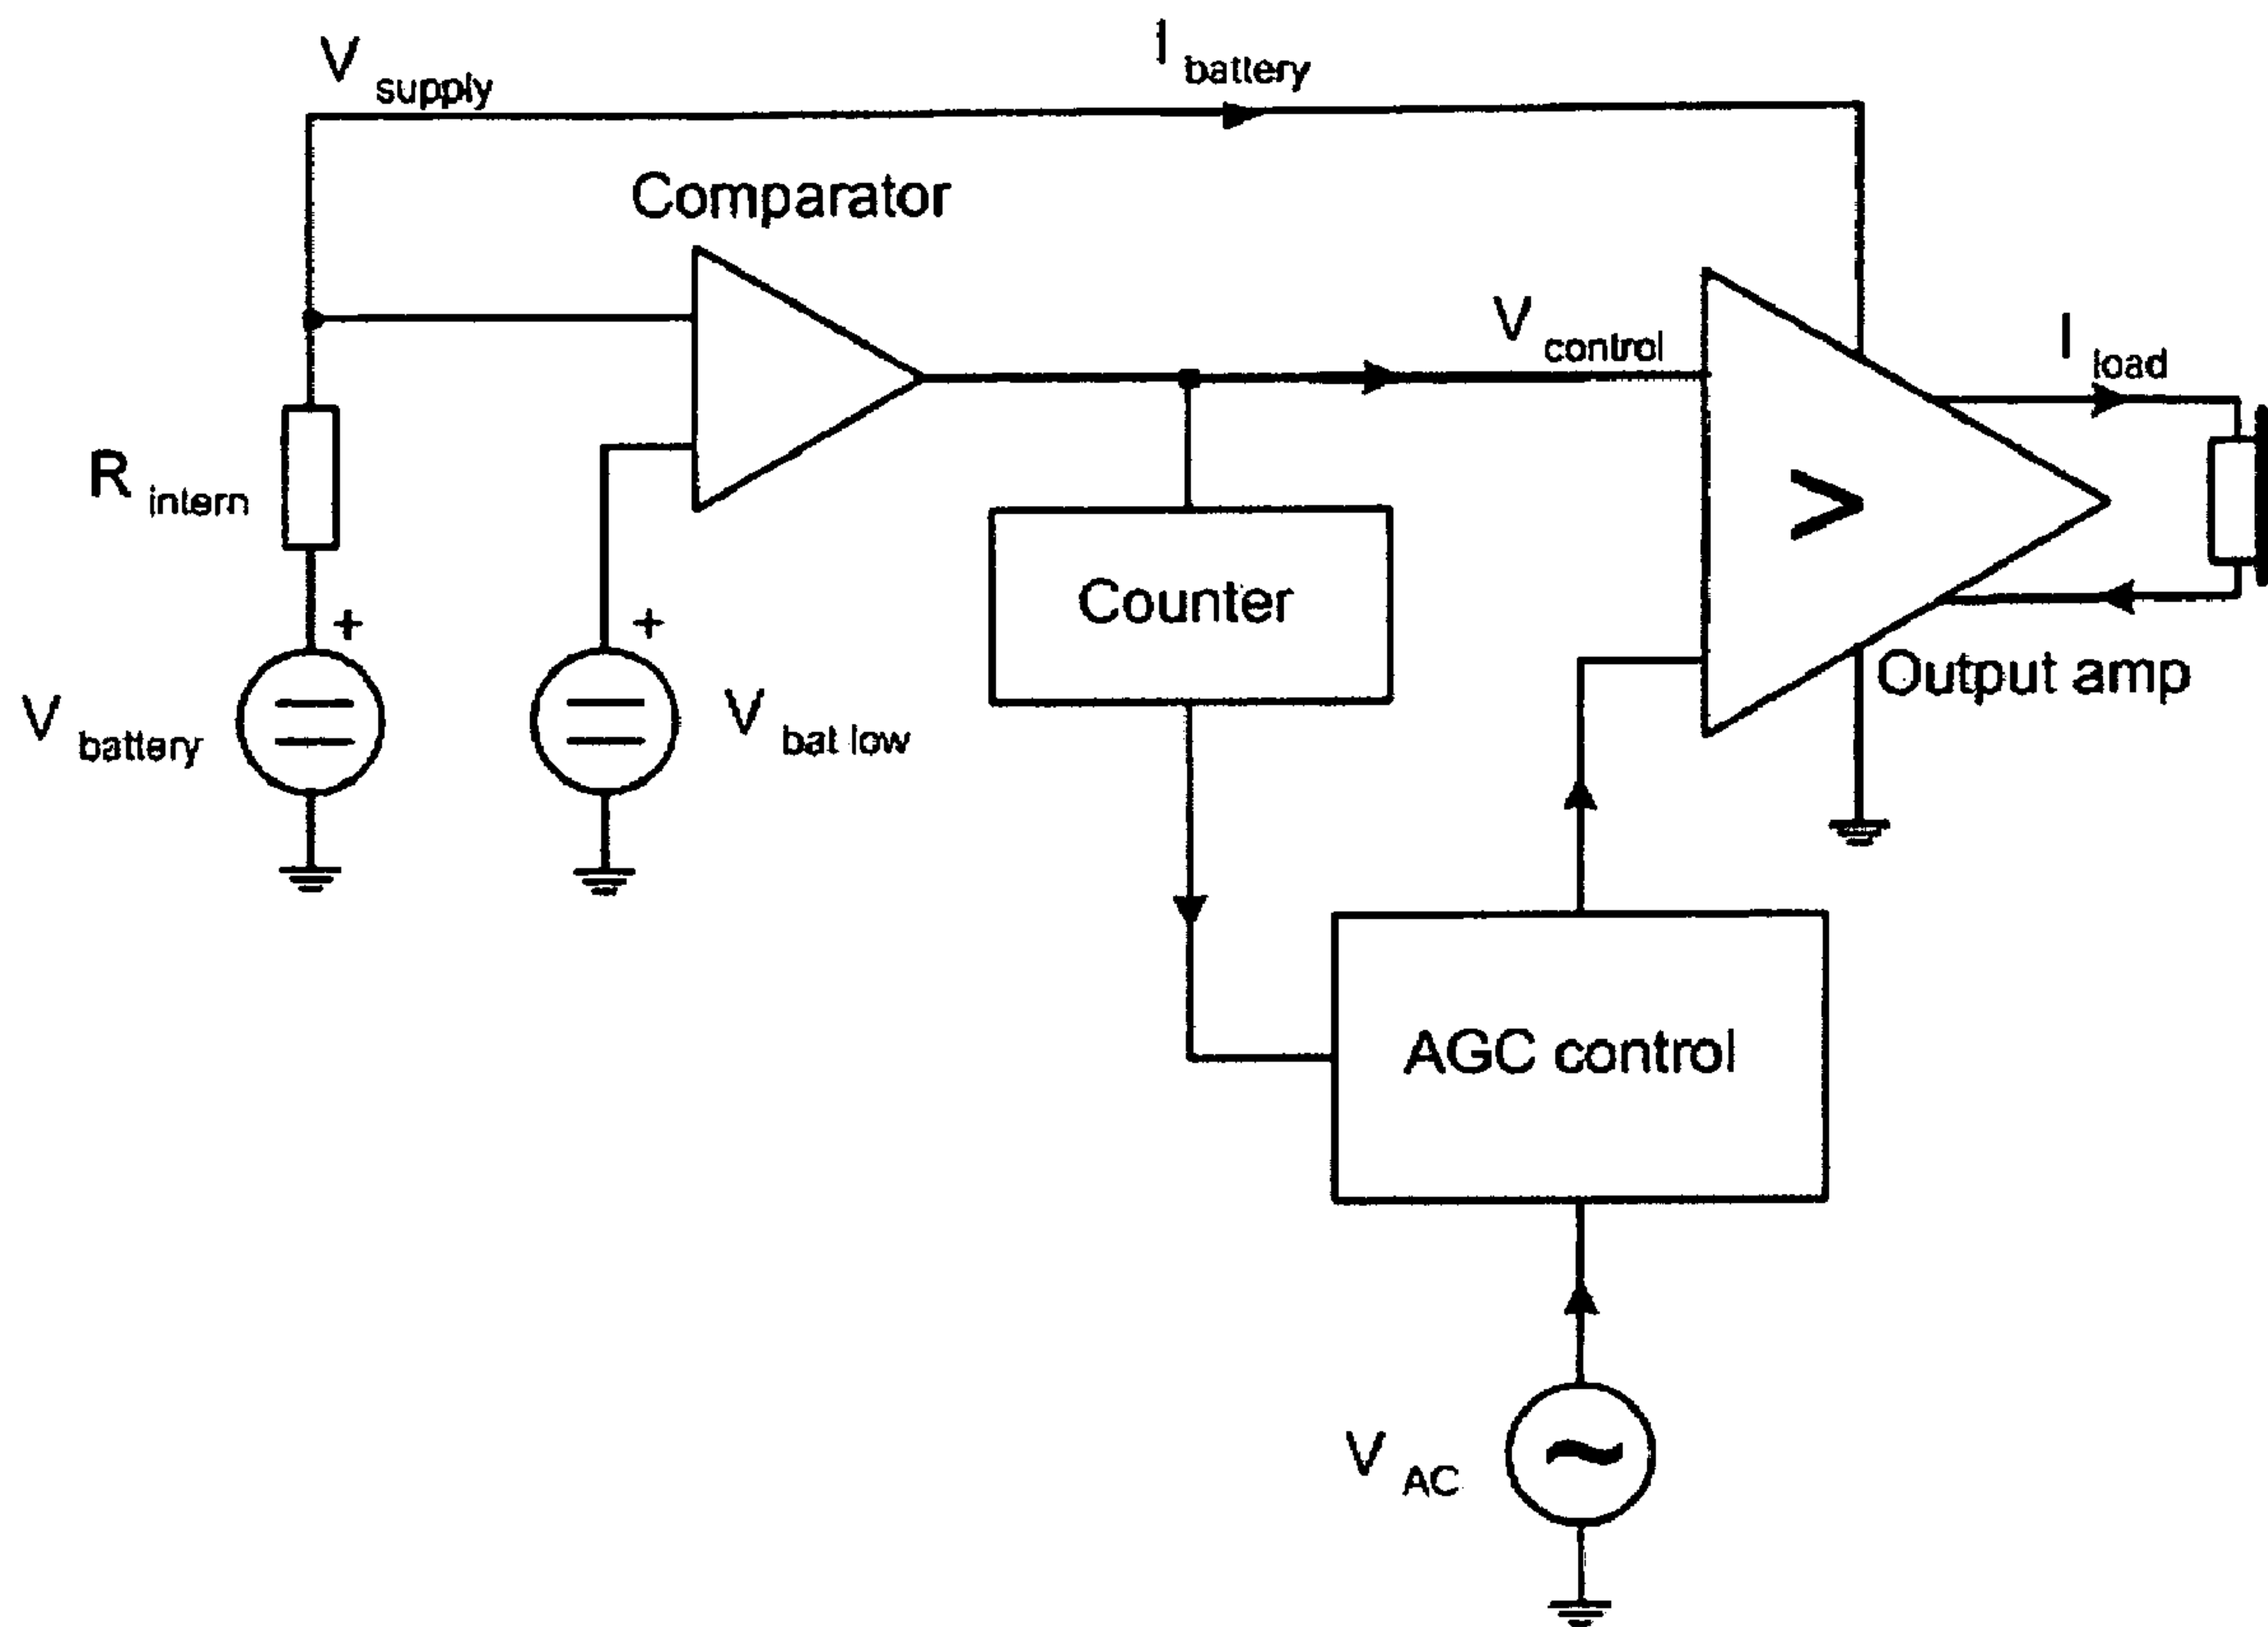 V supply
I battery
Comparator
V control
I load
R intern
+
+
Counter
>
V battery
V bat low
Output amp
AGC control
V AC
~